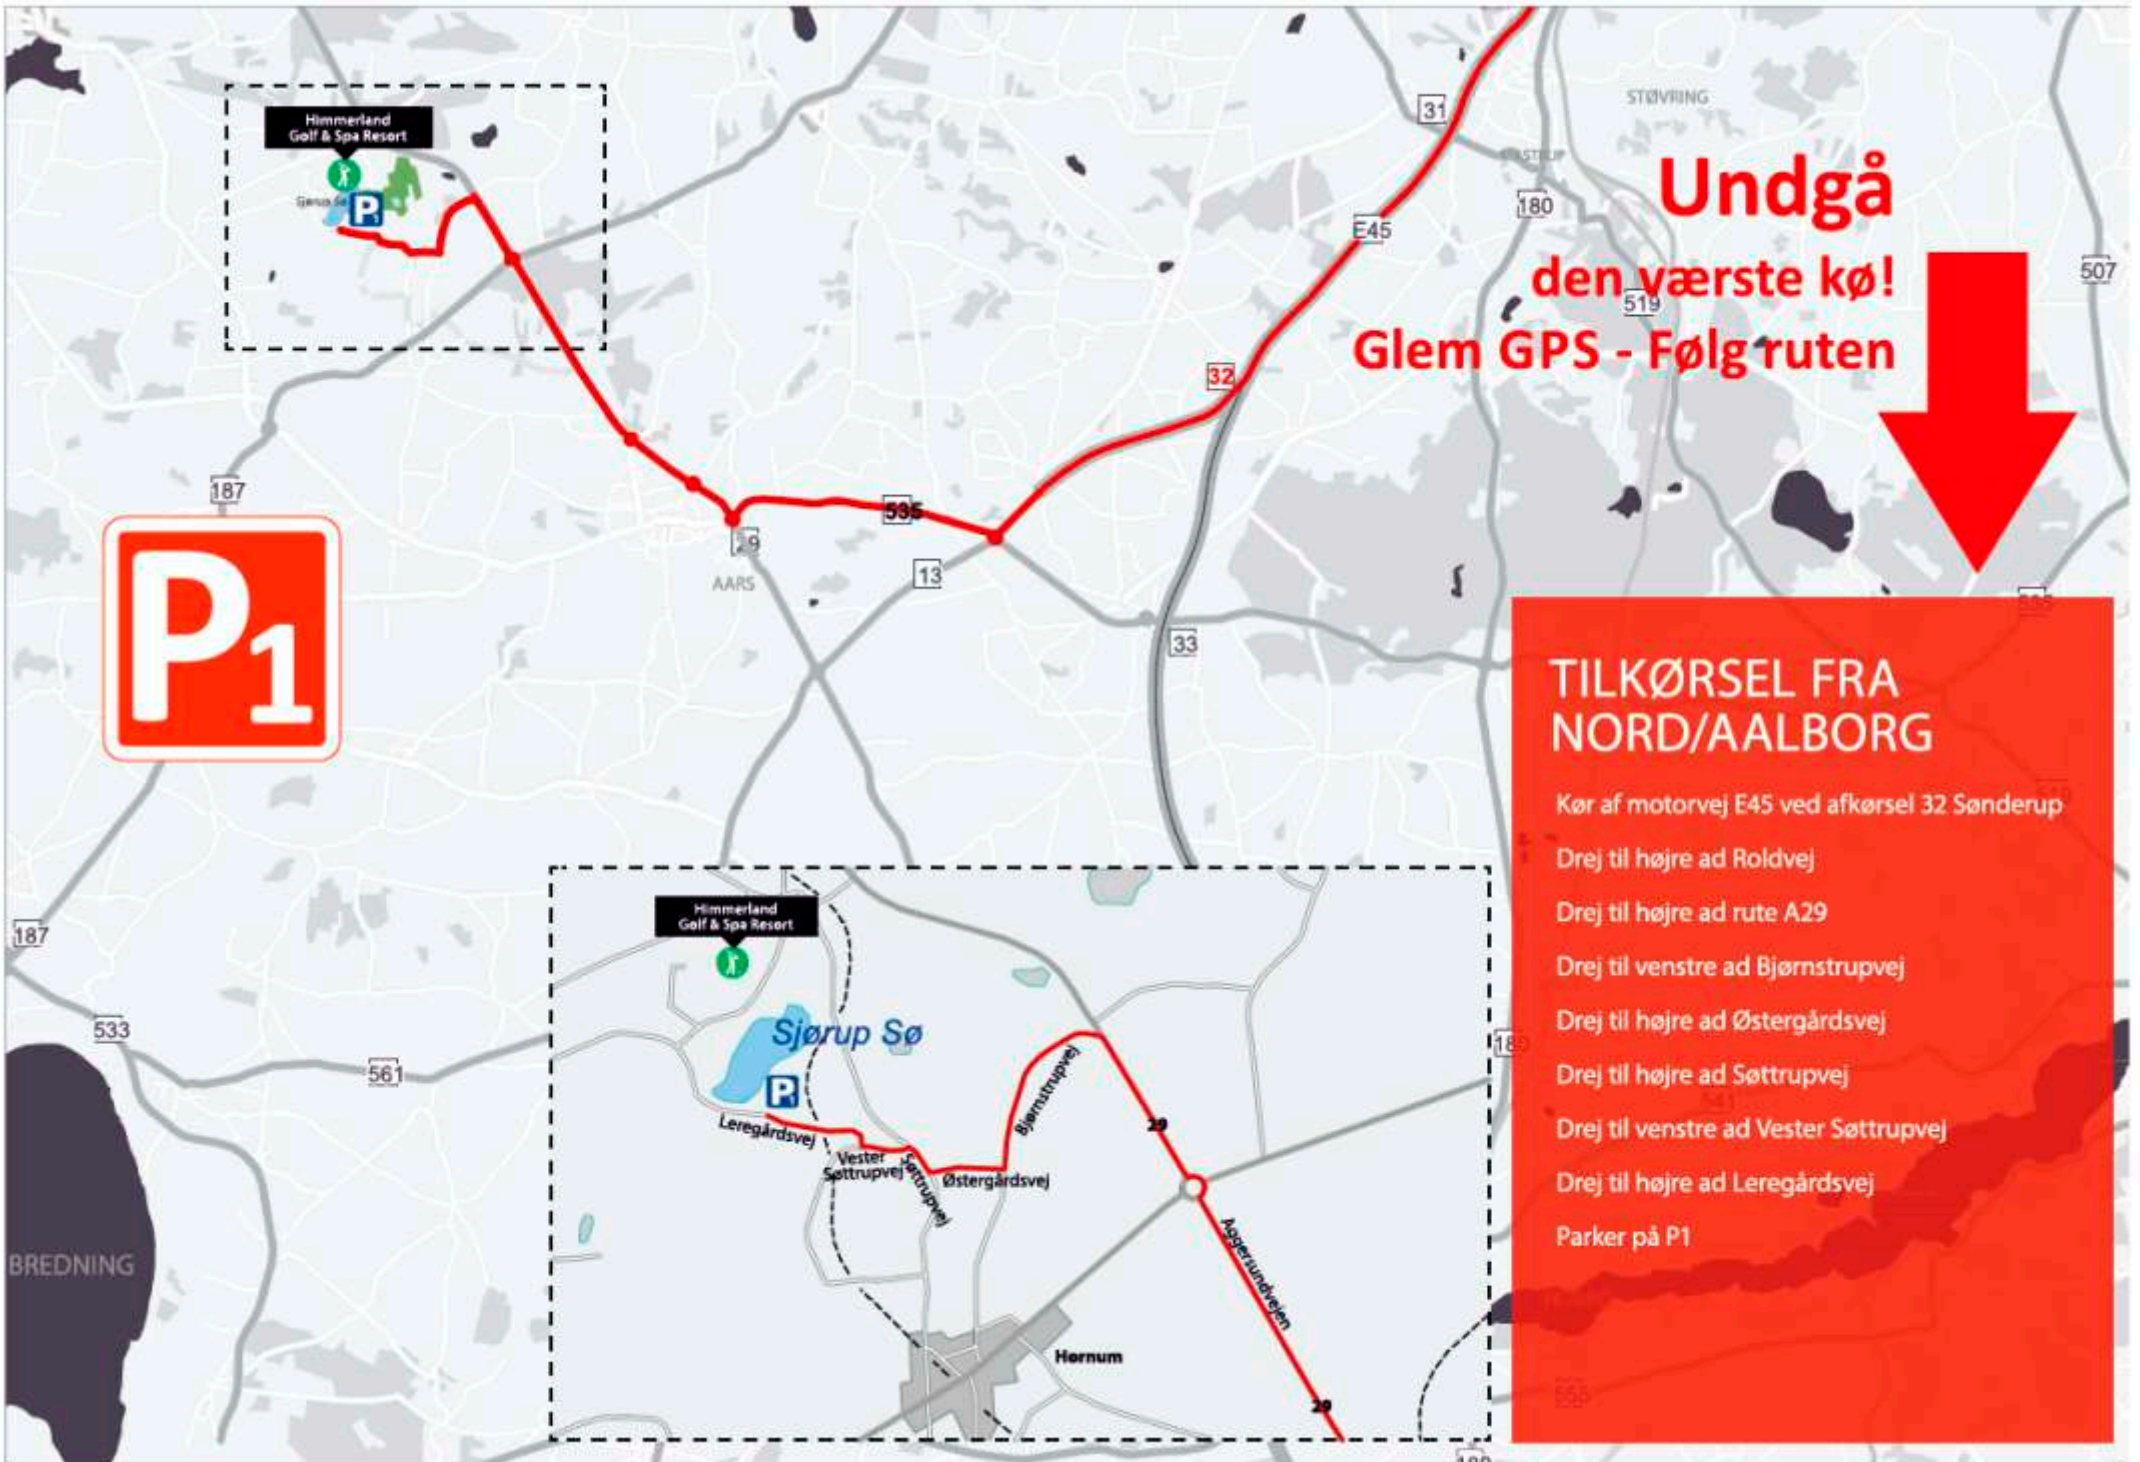 Himmerland
Golf & Spa Resort
31
STØVRING
180
E45
Undgå
den værste kø!
519
507
Glem GPS - Følg ruten
32
187
535
29
13
AARS
33
P1
P1
TILKØRSEL FRA
NORD/AALBORG
Kør af motorvej E45 ved afkørsel 32 Sønderup
Drej til højre ad Roldvej
Drej til højre ad rute A29
Drej til venstre ad Bjørnstrupvej
Drej til højre ad Østergårdsvej
Drej til højre ad Søttrupvej
Drej til venstre ad Vester Søttrupvej
Drej til højre ad Leregårdsvej
Parker på P1
187
533
561
BREDNING
Himmerland
Golf & Spa Resort
Sjørup Sø
P1
Leregårdsvej
Vester
Søttrupvej
Søttrupvej
Østergårdsvej
Bjørnstrupvej
29
Aggersundvejen
Hornum
29
541